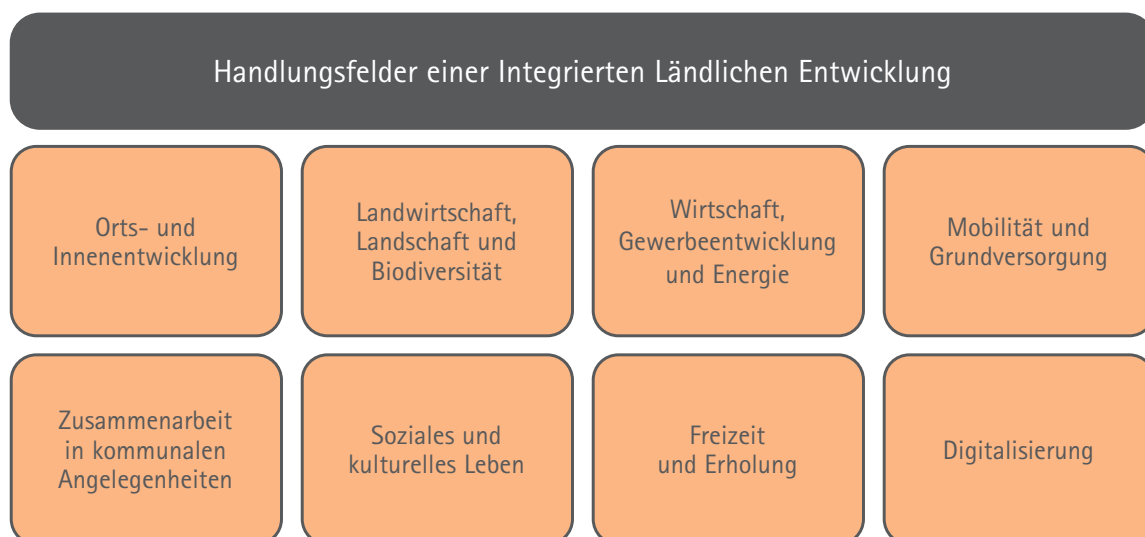 Handlungsfelder einer Integrierten Ländlichen Entwicklung
Orts- und
Innenentwicklung
Landwirtschaft,
Landschaft und
Biodiversität
Wirtschaft,
Gewerbeentwicklung
und Energie
Mobilität und
Grundversorgung
Zusammenarbeit
in kommunalen
Angelegenheiten
Soziales und
kulturelles Leben
Freizeit
und Erholung
Digitalisierung